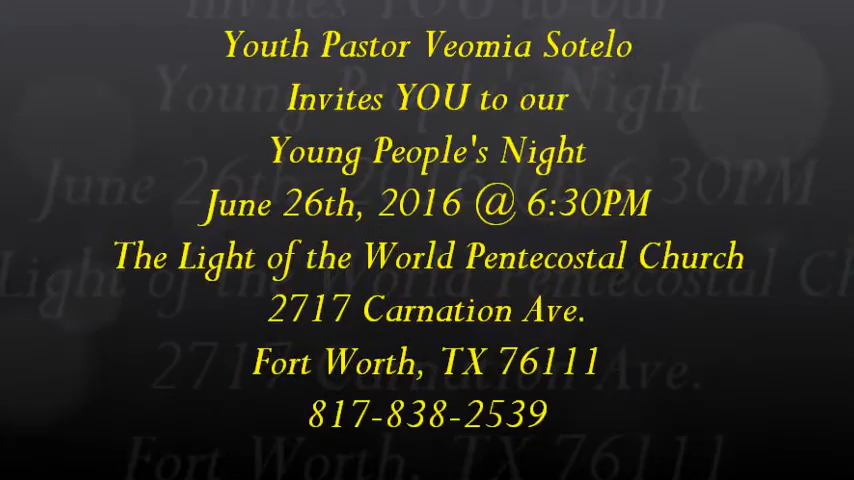 Youth Pastor Veomia Sotelo
Invites YOU to our
Young People's Night
June 26th, 2016 @ 6:30PM
The Light of the World Pentecostal Church
2717 Carnation Ave.
Fort Worth, TX 76111
817-838-2539